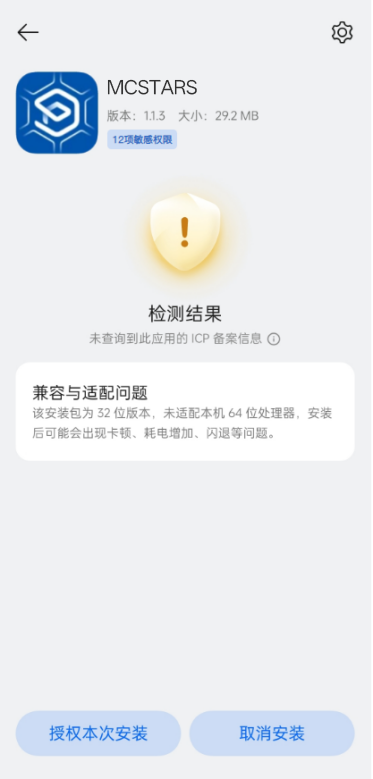 MCSTARS
版本：1.1.3 大小：29.2 MB
12项敏感权限
检测结果
未查询到此应用的 ICP 备案信息
兼容与适配问题
该安装包为 32 位版本，未适配本机 64 位处理器，安装
后可能会出现卡顿、耗电增加、闪退等问题。
授权本次安装
取消安装